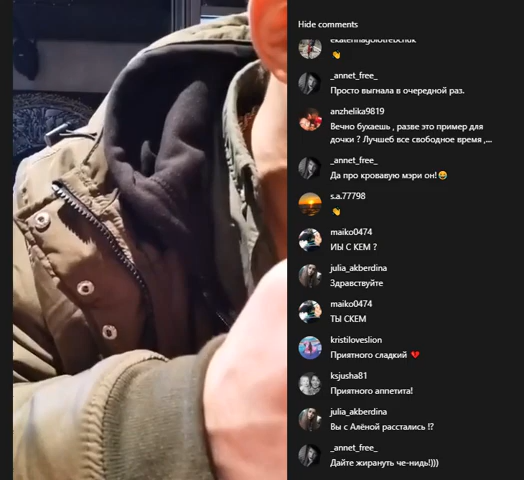 Hide comments
ekaterinagolotrebchuk
_annet_free_
Просто выгнала в очередной раз.
anzhelika9819
Вечно бухаешь , разве это пример для
дочки ? Лучшеб все свободное время ,...
_annet_free_
Да про кровавую мэри он!😄
s.a.77798
👏
maiko0474
ИЫ С КЕМ ?
julia_akberdina
Здравствуйте
maiko0474
ТЫ СКЕМ
kristiloveslion
Приятного сладкий 💔
ksjusha81
Приятного аппетита!
julia_akberdina
Вы с Алёной расстались !?
_annet_free_
Дайте жирануть че-нидь!)))